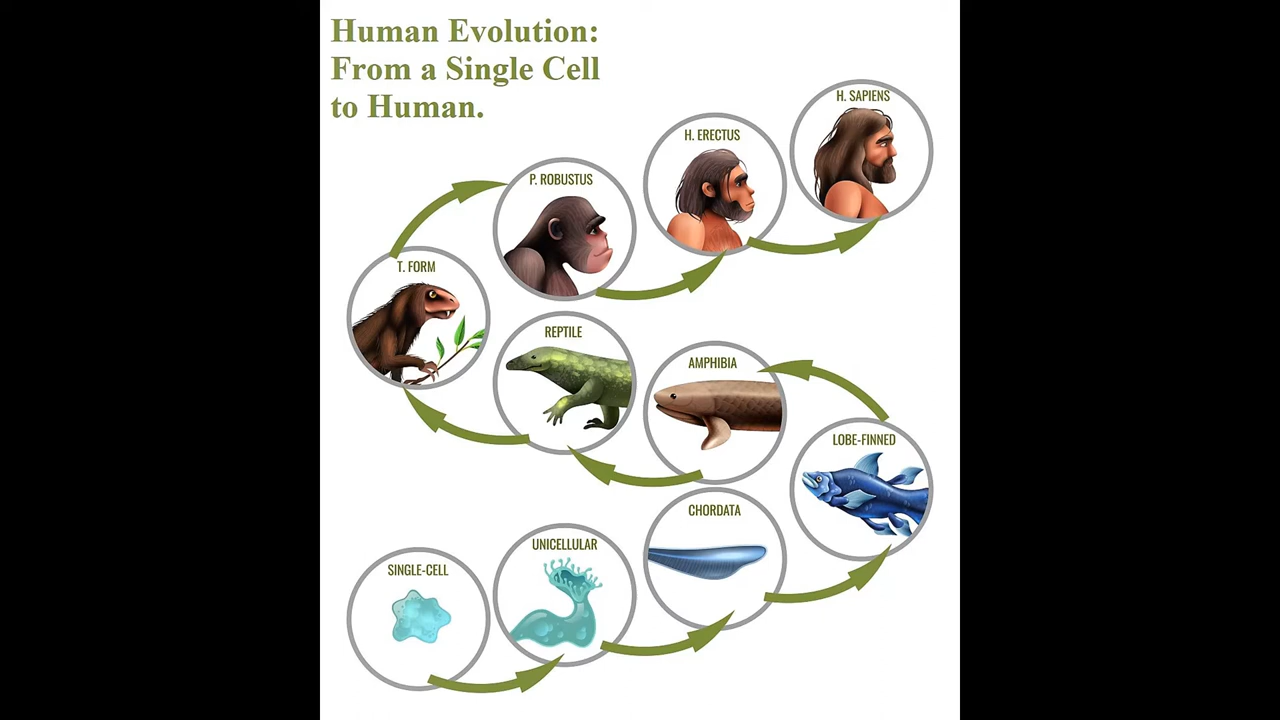 Human Evolution:
From a Single Cell
to Human.
H. SAPIENS
H. ERECTUS
P. ROBUSTUS
T. FORM
REPTILE
AMPHIBIA
LOBE-FINNED
CHORDATA
UNICELLULAR
SINGLE-CELL